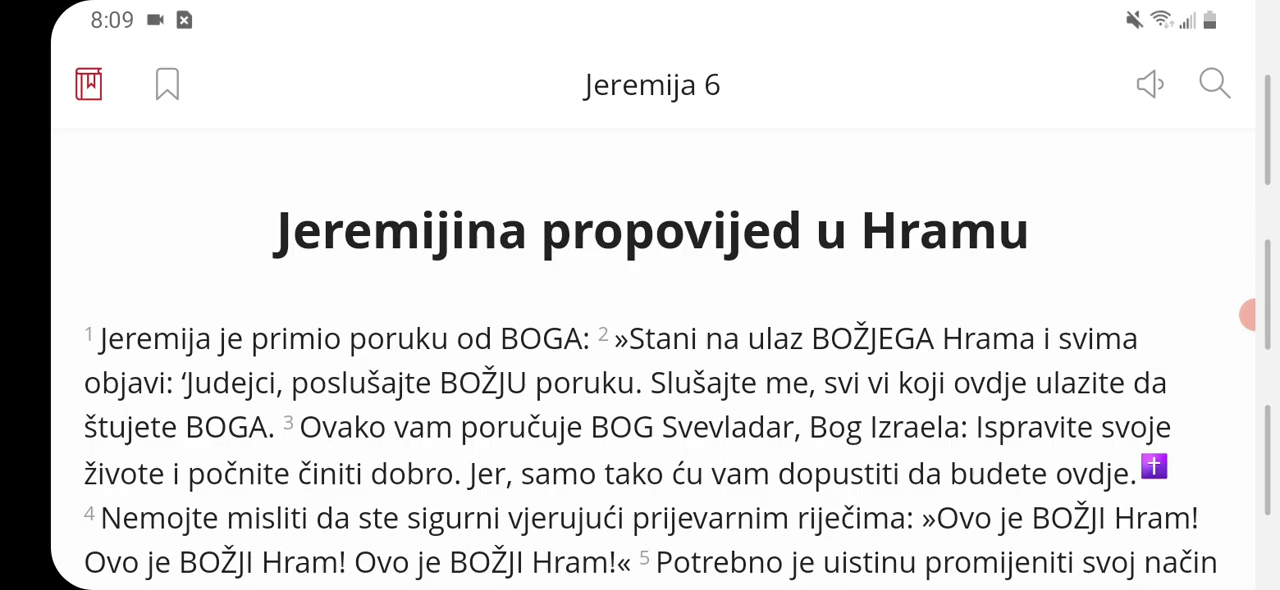 8:09
Jeremija 6
Jeremijina propovijed u Hramu
1 Jeremija je primio poruku od BOGA: 2 »Stani na ulaz BOŽJEGA Hrama i svima
objavi: ‘Judejci, poslušajte BOŽJU poruku. Slušajte me, svi vi koji ovdje ulazite da
štujete BOGA. 3 Ovako vam poručuje BOG Svevladar, Bog Izraela: Ispravite svoje
živote i počnite činiti dobro. Jer, samo tako ću vam dopustiti da budete ovdje.
4 Nemojte misliti da ste sigurni vjerujući prijevarnim riječima: »Ovo je BOŽJI Hram!
Ovo je BOŽJI Hram! Ovo je BOŽJI Hram!« 5 Potrebno je uistinu promijeniti svoj način